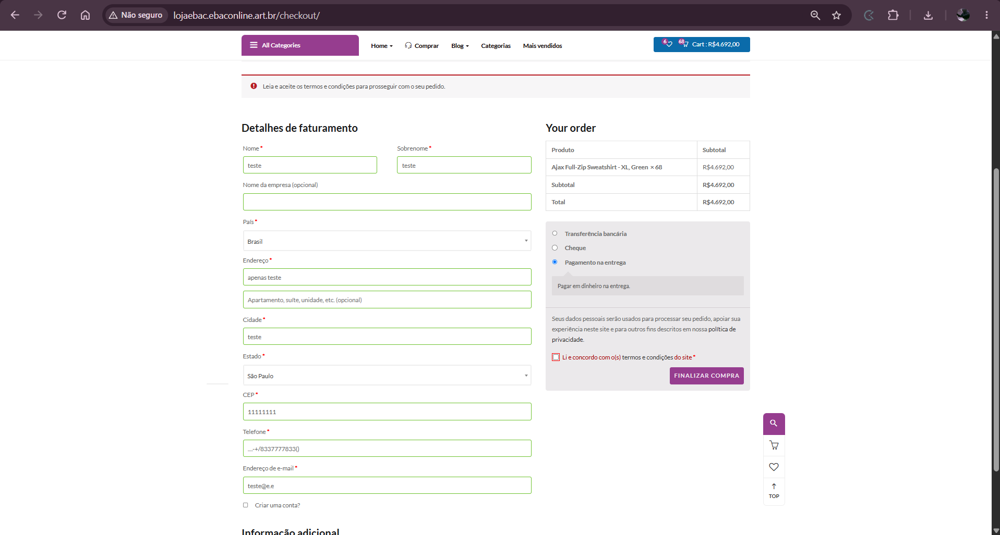 Não seguro
lojaebac.ebaconline.art.br/checkout/
All Categories
Home
Comprar
Blog
Categorias
Mais vendidos
6
68
Cart : R$4.692,00
Leia e aceite os termos e condições para prosseguir com o seu pedido.
Detalhes de faturamento
Nome *
Sobrenome *
teste
teste
Nome da empresa (opcional)
País *
Brasil
Endereço *
apenas teste
Apartamento, suíte, unidade, etc. (opcional)
Cidade *
teste
Estado *
São Paulo
CEP *
11111111
Telefone *
....-+/8337777833()
Endereço de e-mail *
teste@e.e
Criar uma conta?
Informação adicional
Your order
Produto
Subtotal
Ajax Full-Zip Sweatshirt - XL, Green × 68
R$4.692,00
Subtotal
R$4.692,00
Total
R$4.692,00
Transferência bancária
Cheque
Pagamento na entrega
Pagar em dinheiro na entrega.
Seus dados pessoais serão usados para processar seu pedido, apoiar sua
experiência neste site e para outros fins descritos em nossa política de
privacidade.
Li e concordo com o(s) termos e condições do site *
FINALIZAR COMPRA
TOP